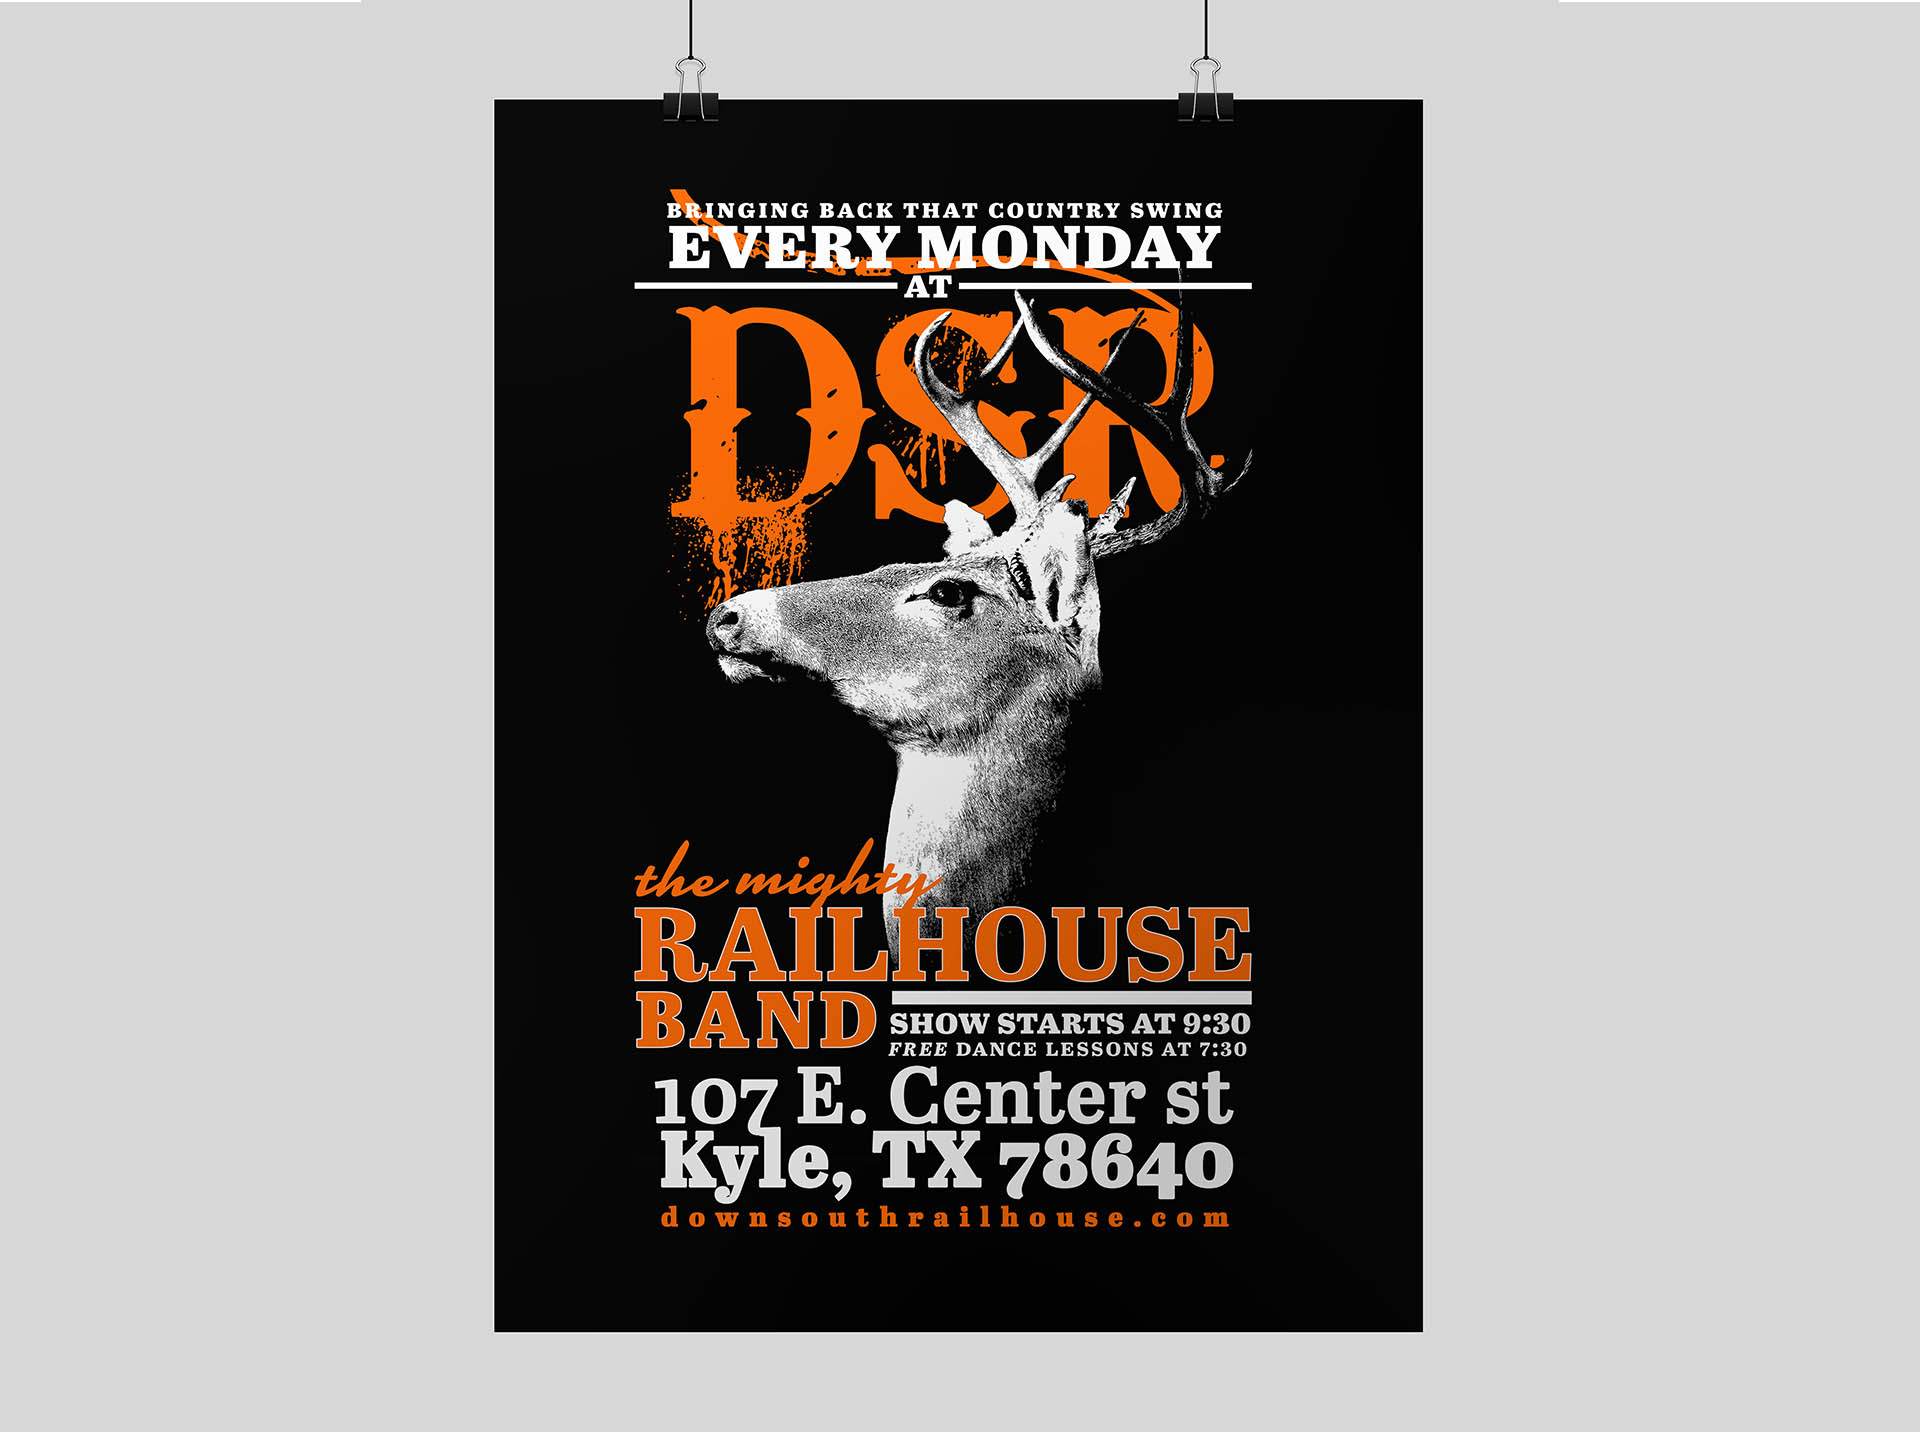 BRINGING BACK THAT COUNTRY SWING
EVERY MONDAY
AT
DSR
the mighty
RAILHOUSE
BAND
SHOW STARTS AT 9:30
FREE DANCE LESSONS AT 7:30
107 E. Center st
Kyle, TX 78640
downsouthrailhouse.com